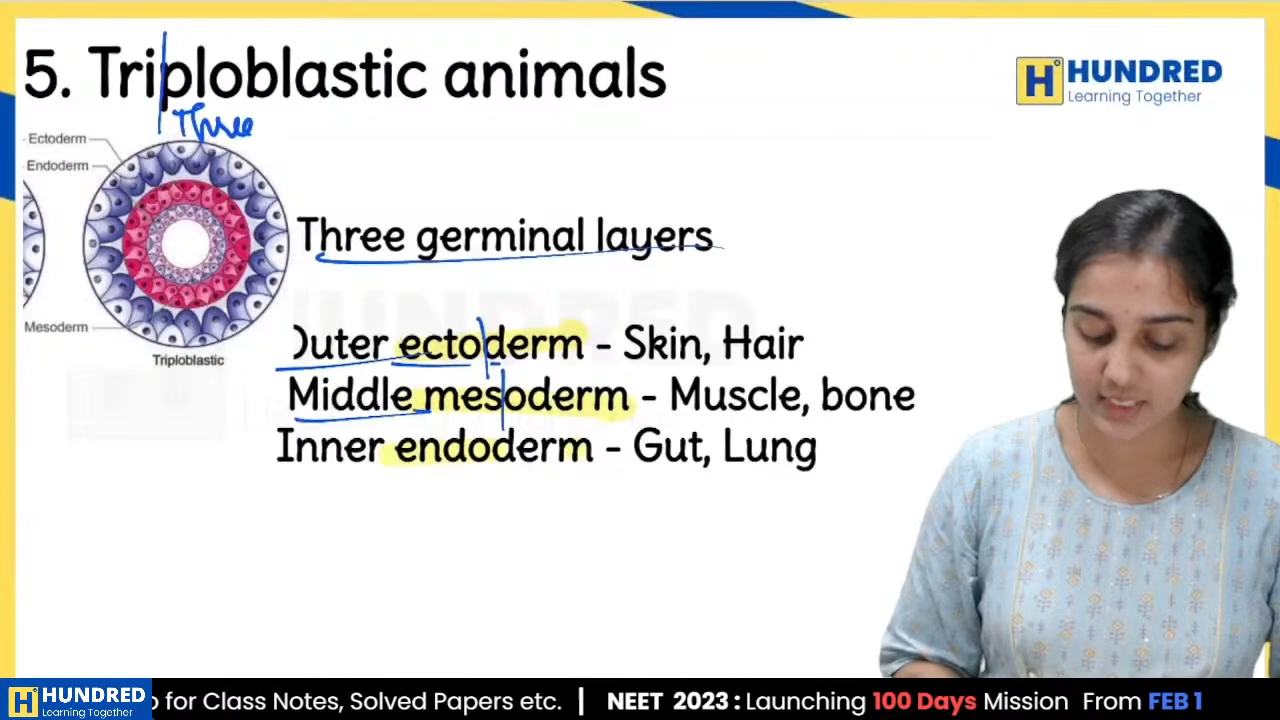 5. Triploblastic animals
Three
H° HUNDRED
Learning Together
Ectoderm
Endoderm
Mesoderm
Triploblastic
Three germinal layers
Outer ectoderm - Skin, Hair
Middle mesoderm - Muscle, bone
Inner endoderm - Gut, Lung
HUNDRED
H° HUNDRED
Learning Together
p for Class Notes, Solved Papers etc. | NEET 2023 : Launching 100 Days Mission From FEB 1